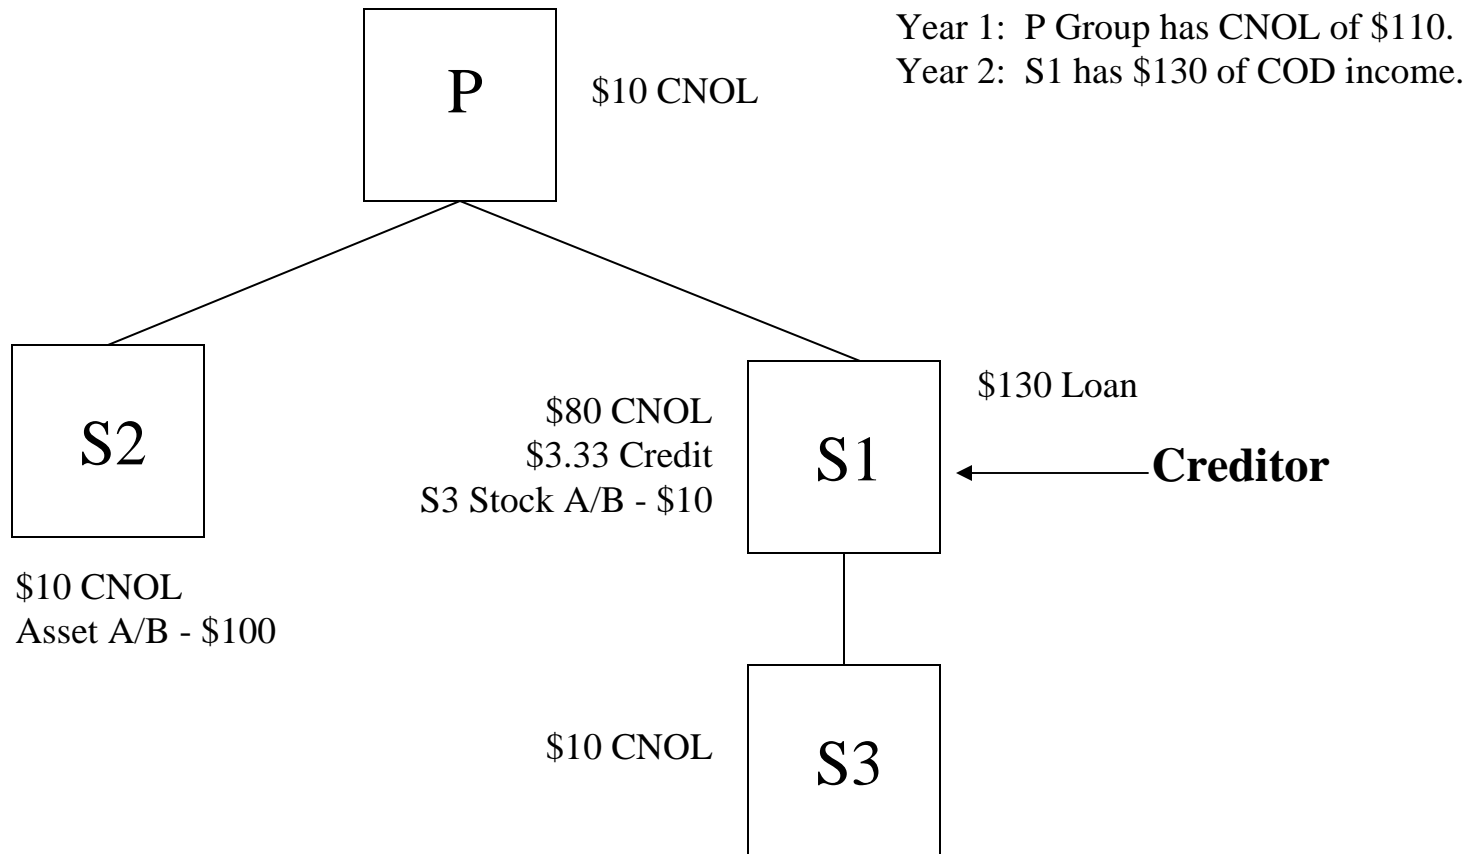 Year 1: P Group has CNOL of $110.
Year 2: S1 has $130 of COD income.
P
$10 CNOL
S2
$10 CNOL
Asset A/B - $100
$80 CNOL
$3.33 Credit
S3 Stock A/B - $10
S1
$130 Loan
Creditor
$10 CNOL
S3